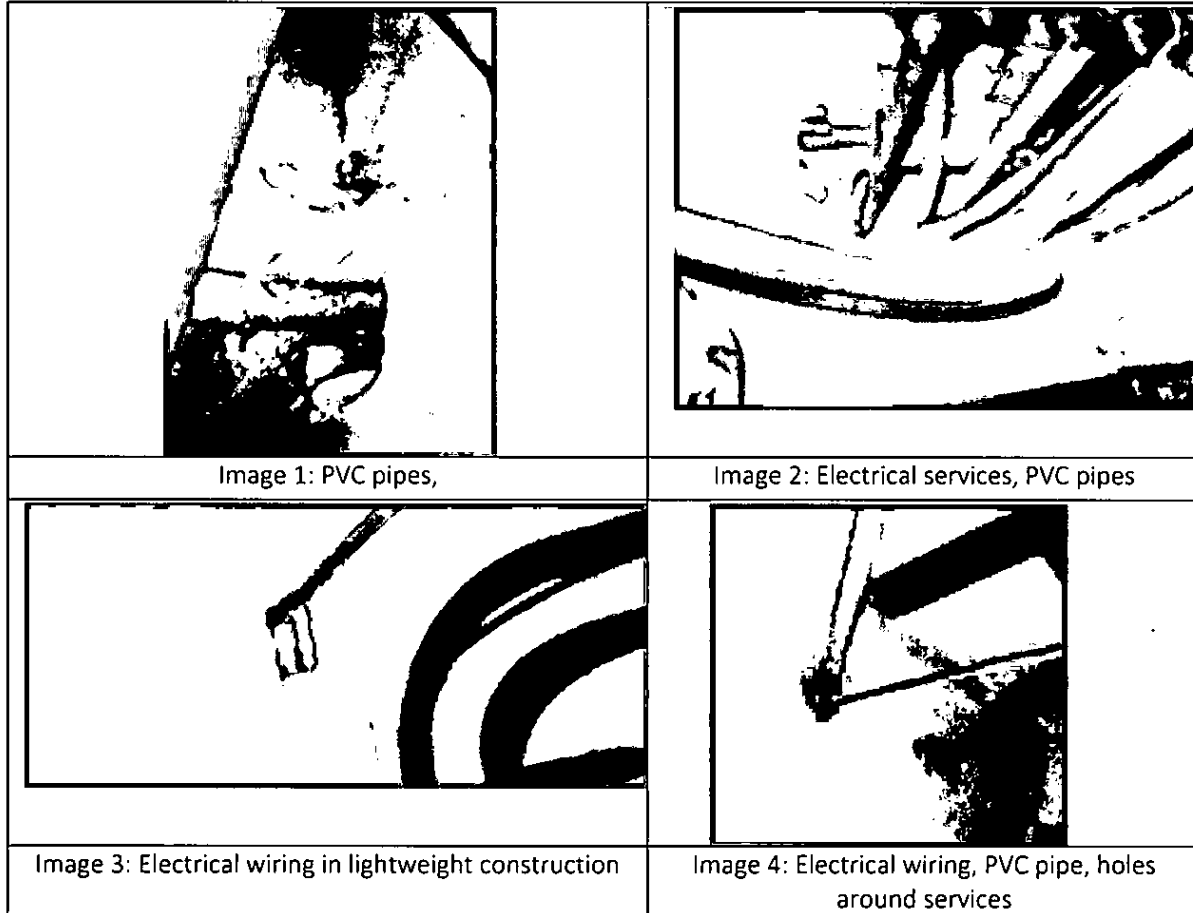 Image 1: PVC pipes,
Image 2: Electrical services, PVC pipes
Image 3: Electrical wiring in lightweight construction
Image 4: Electrical wiring, PVC pipe, holes
around services